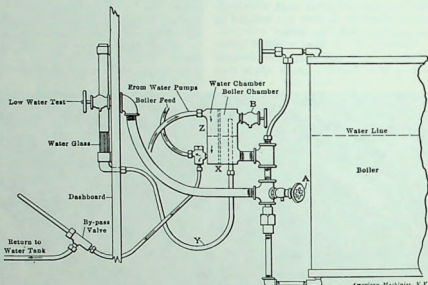 From Water Pumps
Water Chamber
Boiler Chamber
Boiler Feed
Low Water Test
B
Z
Water Glass
Water Line
X
Boiler
A
Dashboard
By-pass
Valve
Y
Return to
Water Tank
American Machinist, N.Y.